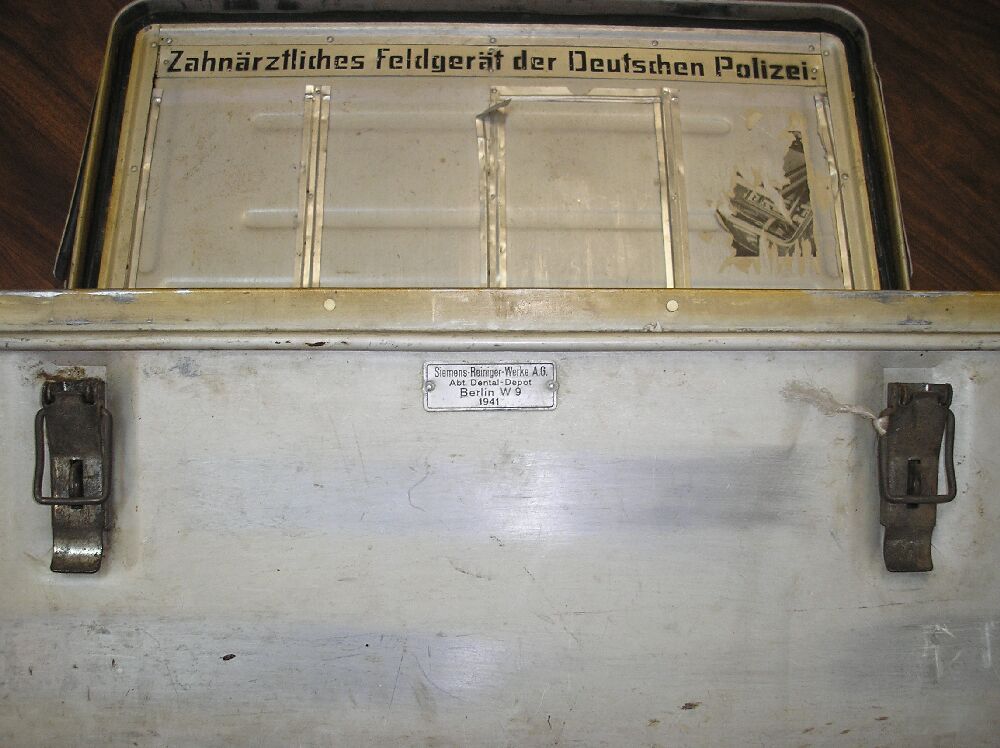 Zahnärztliches Feldgerät der Deutschen Polizei.
Siemens-Reiniger-Werke A.G.
Abt. Dental-Depot
Berlin W 9
1941